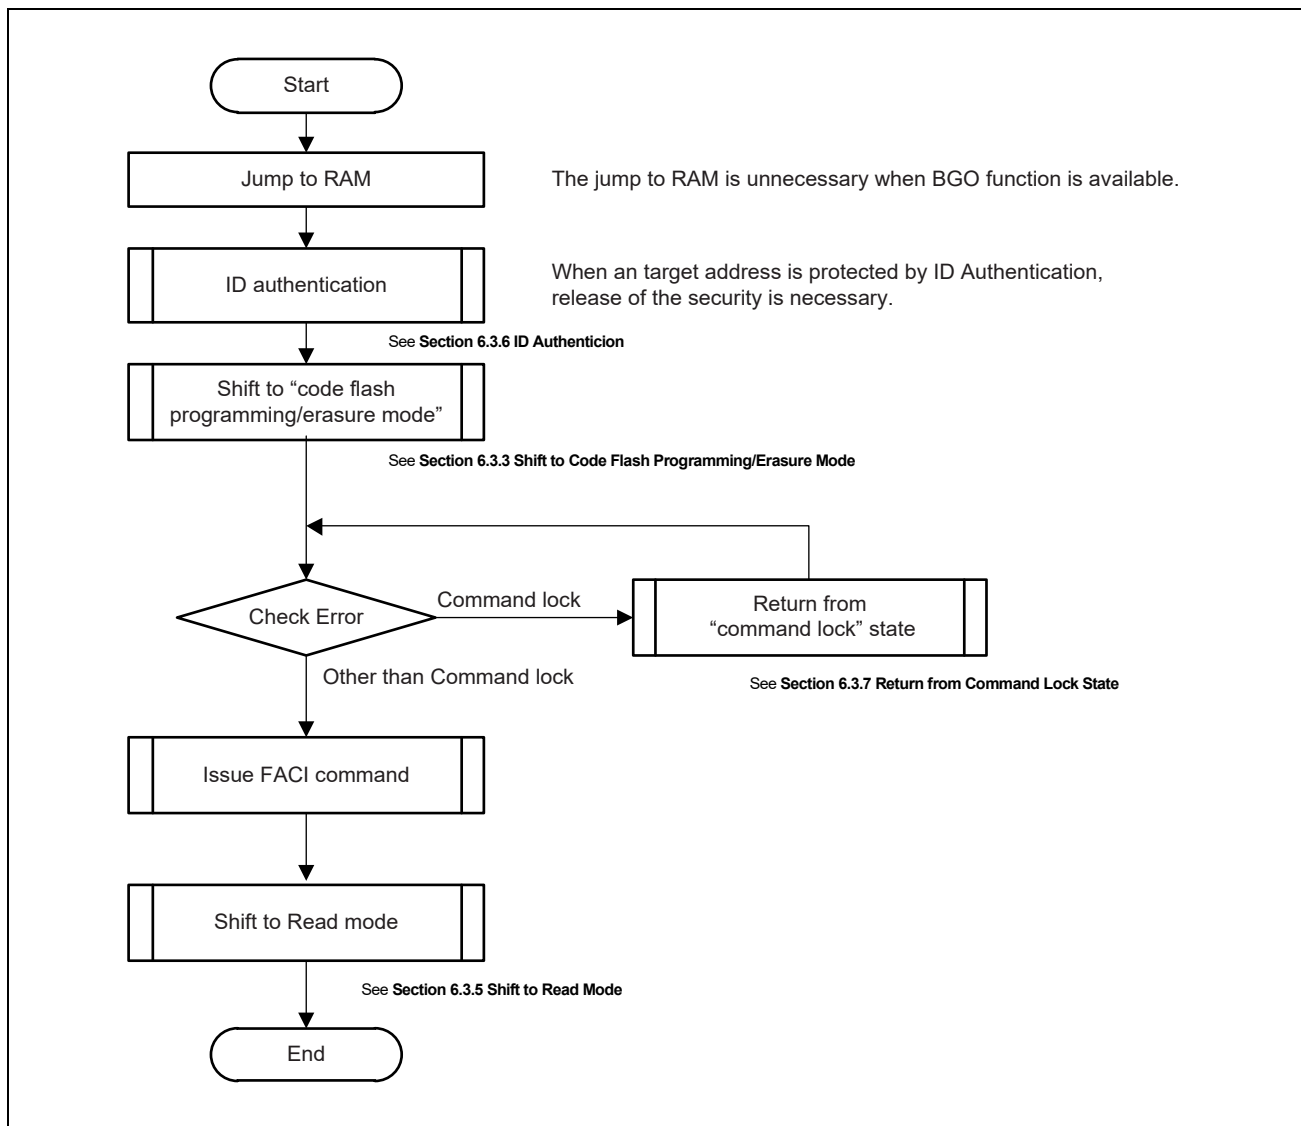 Start
Jump to RAM
The jump to RAM is unnecessary when BGO function is available.
ID authentication
When an target address is protected by ID Authentication,
release of the security is necessary.
See Section 6.3.6 ID Authenticion
Shift to “code flash
programming/erasure mode”
See Section 6.3.3 Shift to Code Flash Programming/Erasure Mode
Check Error
Command lock
Return from
“command lock” state
Other than Command lock
See Section 6.3.7 Return from Command Lock State
Issue FACI command
Shift to Read mode
See Section 6.3.5 Shift to Read Mode
End